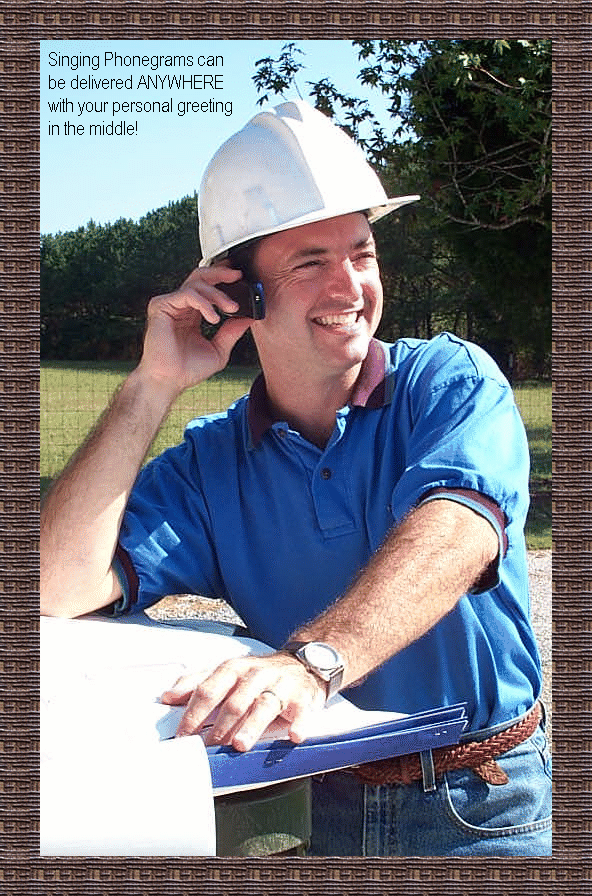 Singing Phonegrams can
be delivered ANYWHERE
with your personal greeting
in the middle!